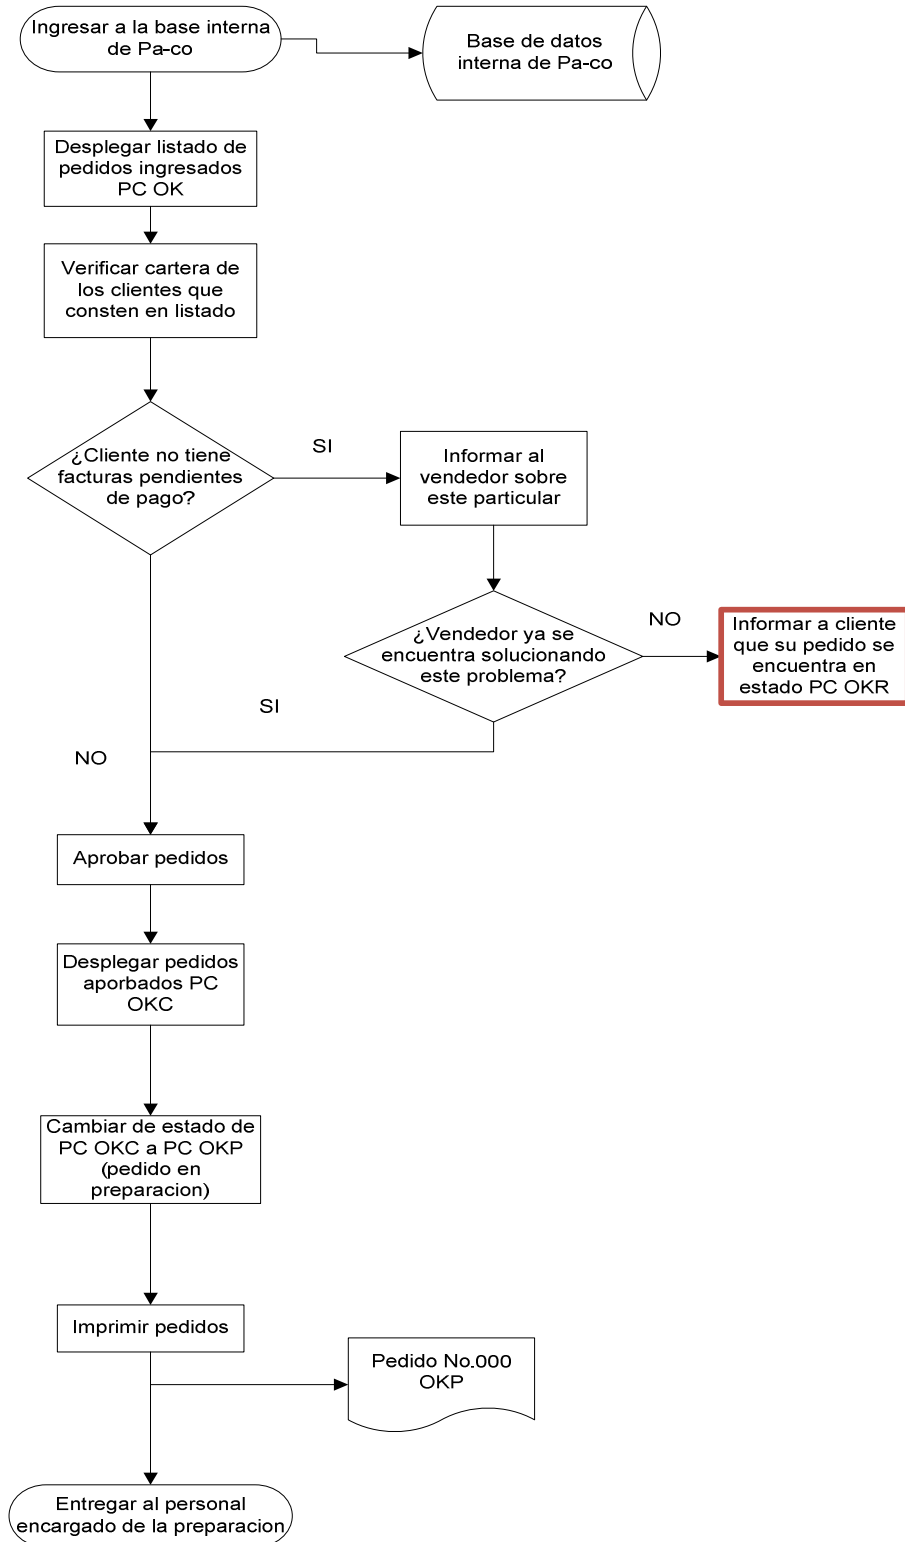 Ingresar a la base interna
de Pa-co
Base de datos
interna de Pa-co
Desplegar listado de
pedidos ingresados
PC OK
Verificar cartera de
los clientes que
consten en listado
¿Cliente no tiene
facturas pendientes
de pago?
SI
Informar al
vendedor sobre
este particular
¿Vendedor ya se
encuentra solucionando
este problema?
NO
Informar a cliente
que su pedido se
encuentra en
estado PC OKR
SI
NO
Aprobar pedidos
Desplegar pedidos
aporbados PC
OKC
Cambiar de estado de
PC OKC a PC OKP
(pedido en
preparacion)
Imprimir pedidos
Pedido No.000
OKP
Entregar al personal
encargado de la preparacion